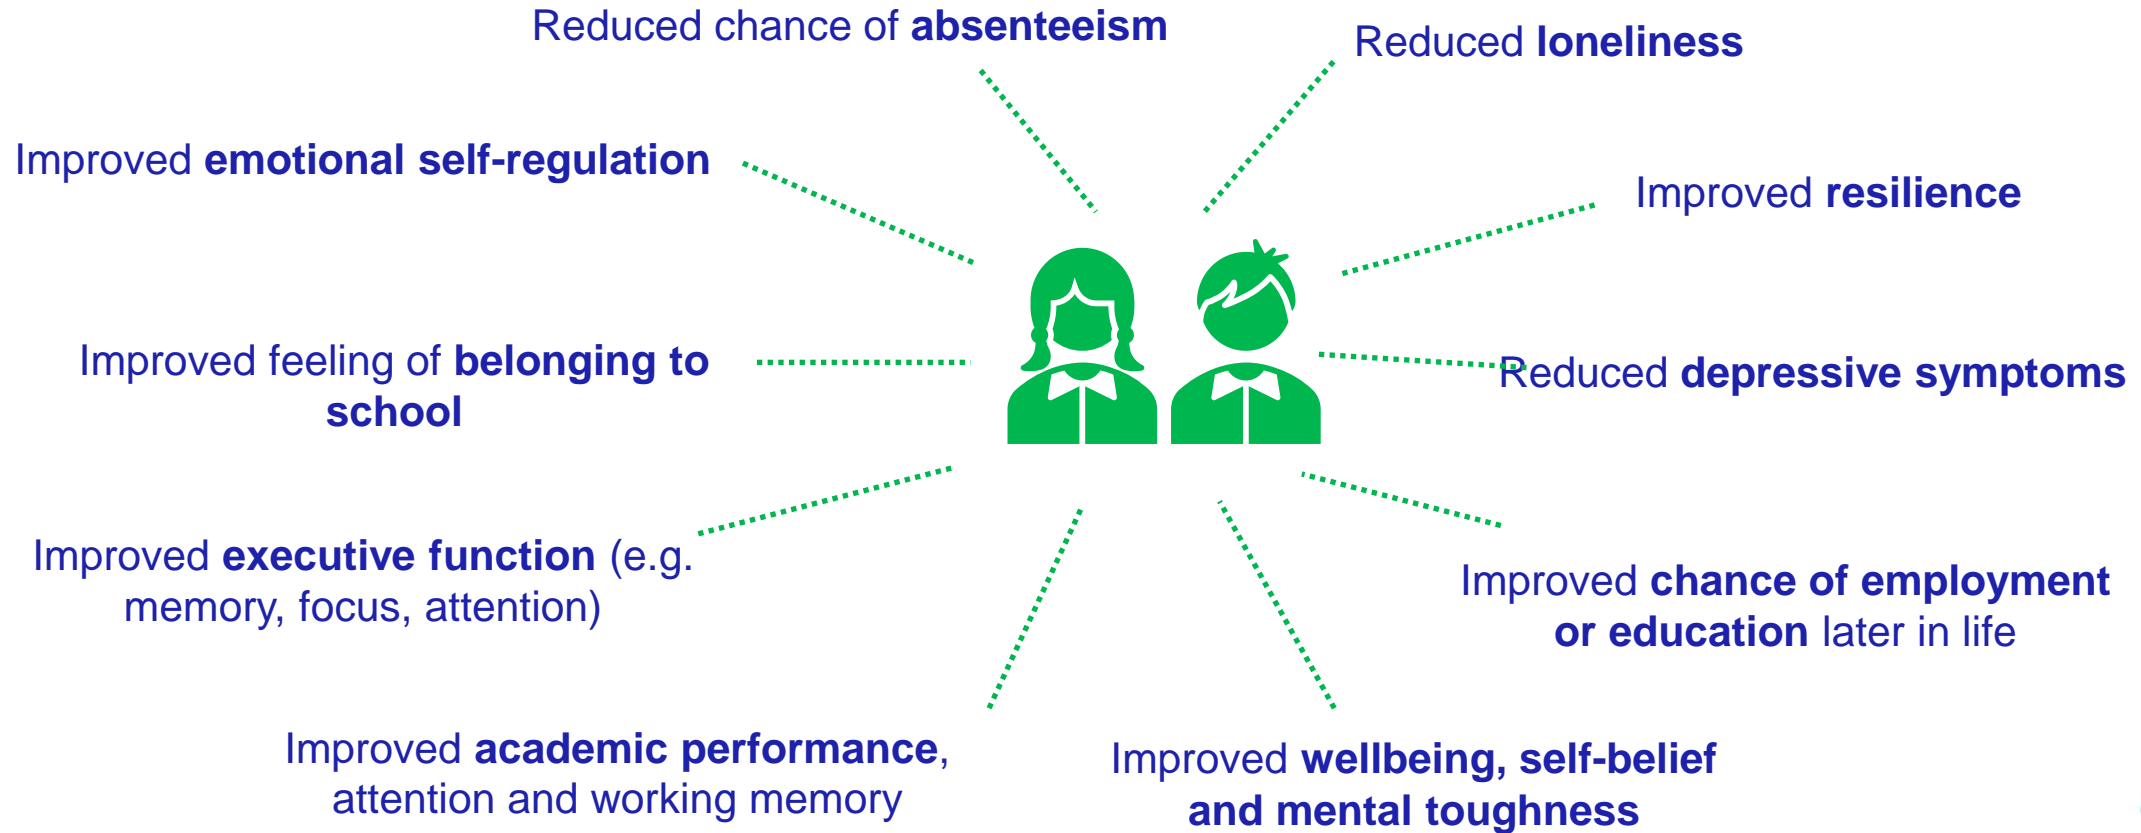 Reduced chance of absenteeism
Reduced loneliness
Improved emotional self-regulation
Improved resilience
Improved feeling of belonging to
school
Reduced depressive symptoms
Improved executive function (e.g.
memory, focus, attention)
Improved chance of employment
or education later in life
Improved academic performance,
attention and working memory
Improved wellbeing, self-belief
and mental toughness